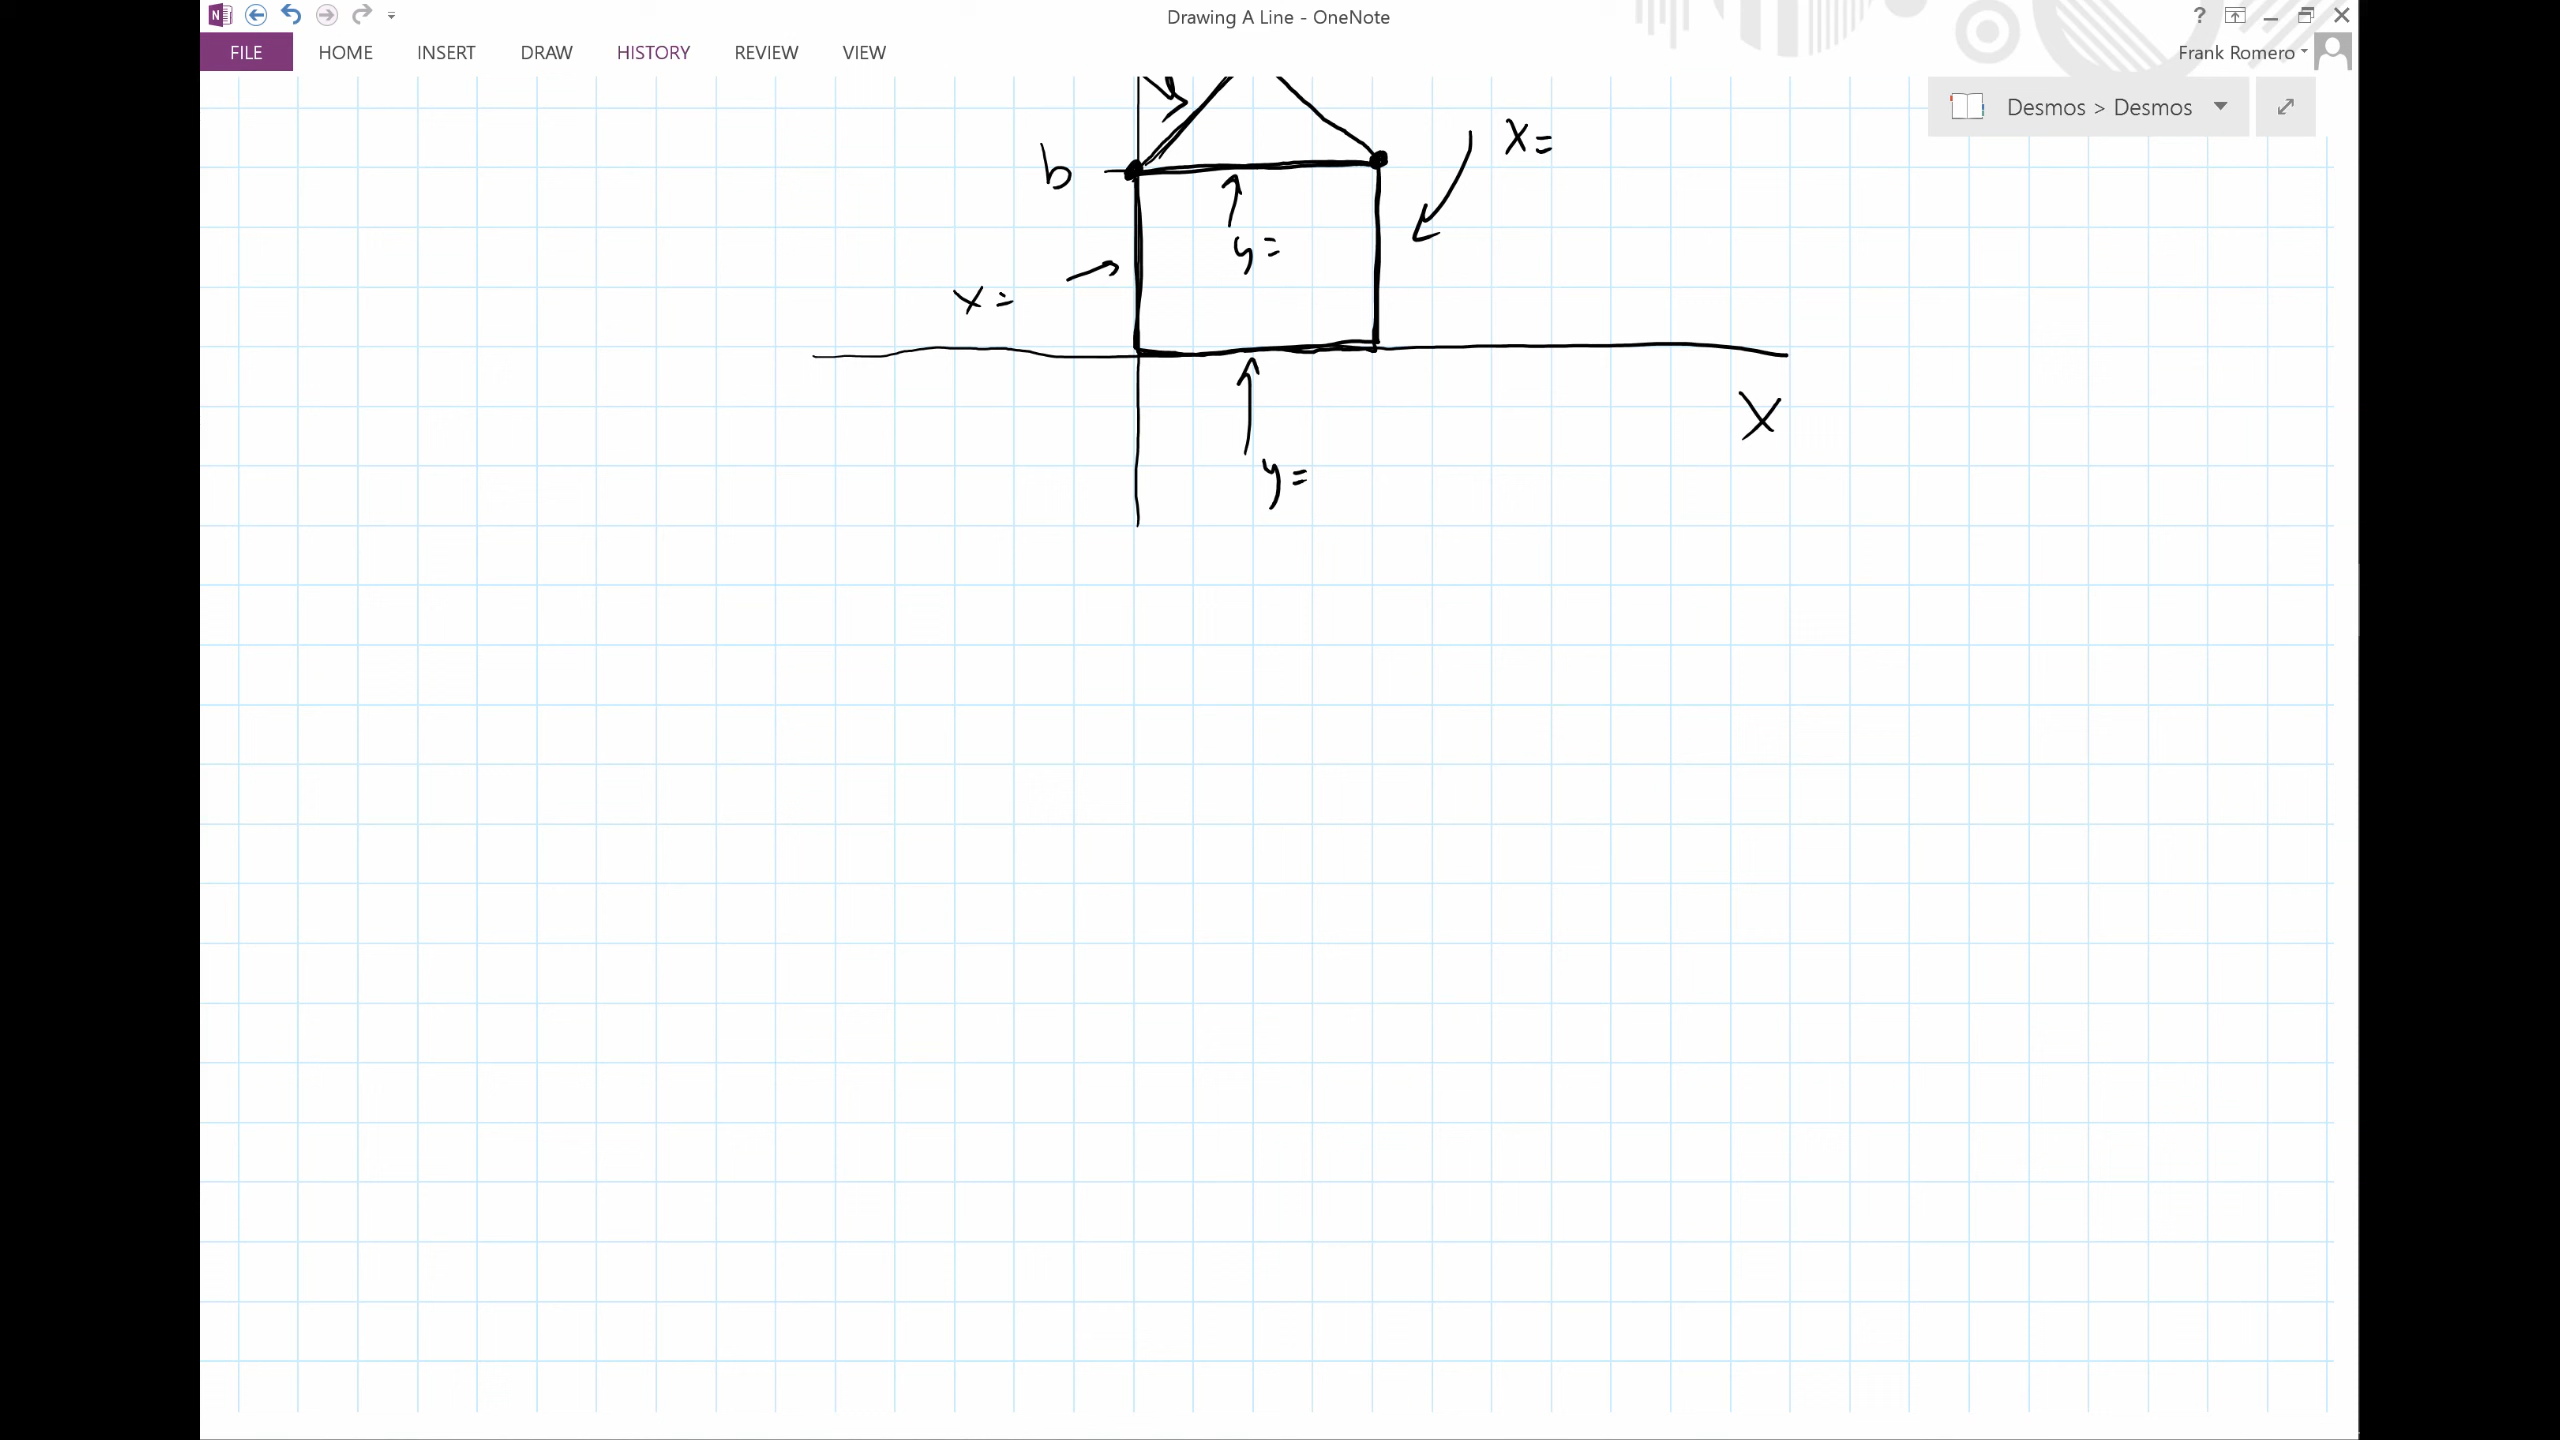 Drawing A Line - OneNote
?
FILE HOME INSERT DRAW HISTORY REVIEW VIEW
Frank Romero
Desmos > Desmos
X=
b
y=
x=
X
y=